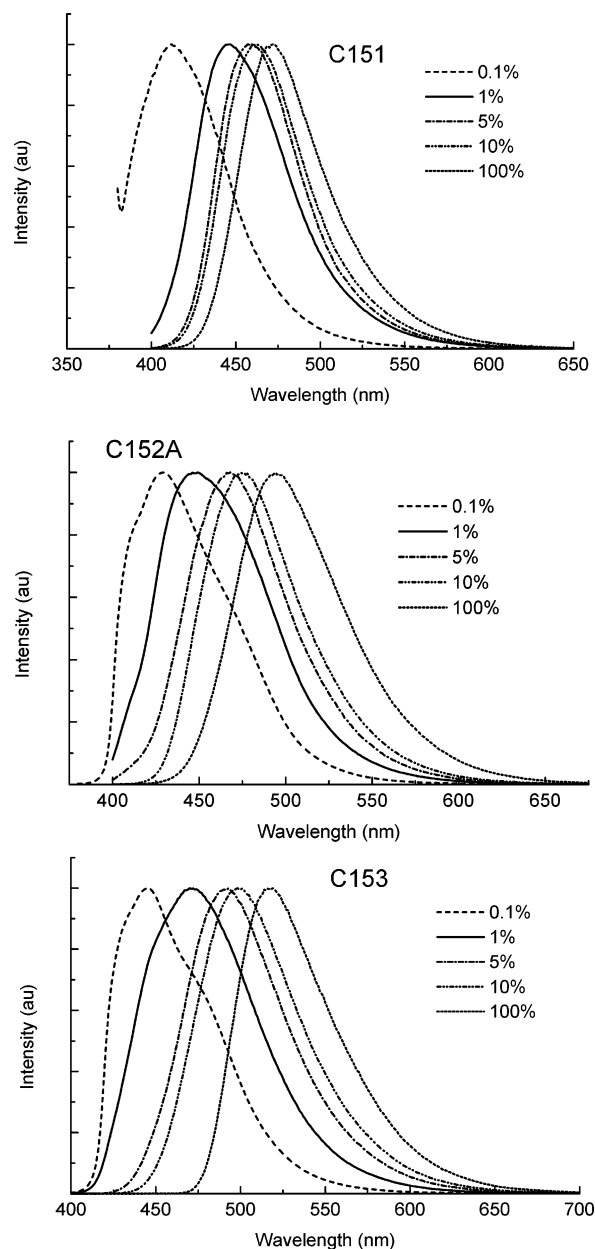 C151
0.1%
1%
5%
10%
100%
Intensity (au)
350 400 450 500 550 600 650
Wavelength (nm)
C152A
0.1%
1%
5%
10%
100%
Intensity (au)
400 450 500 550 600 650
Wavelength (nm)
C153
0.1%
1%
5%
10%
100%
Intensity (au)
400 450 500 550 600 650 700
Wavelength (nm)